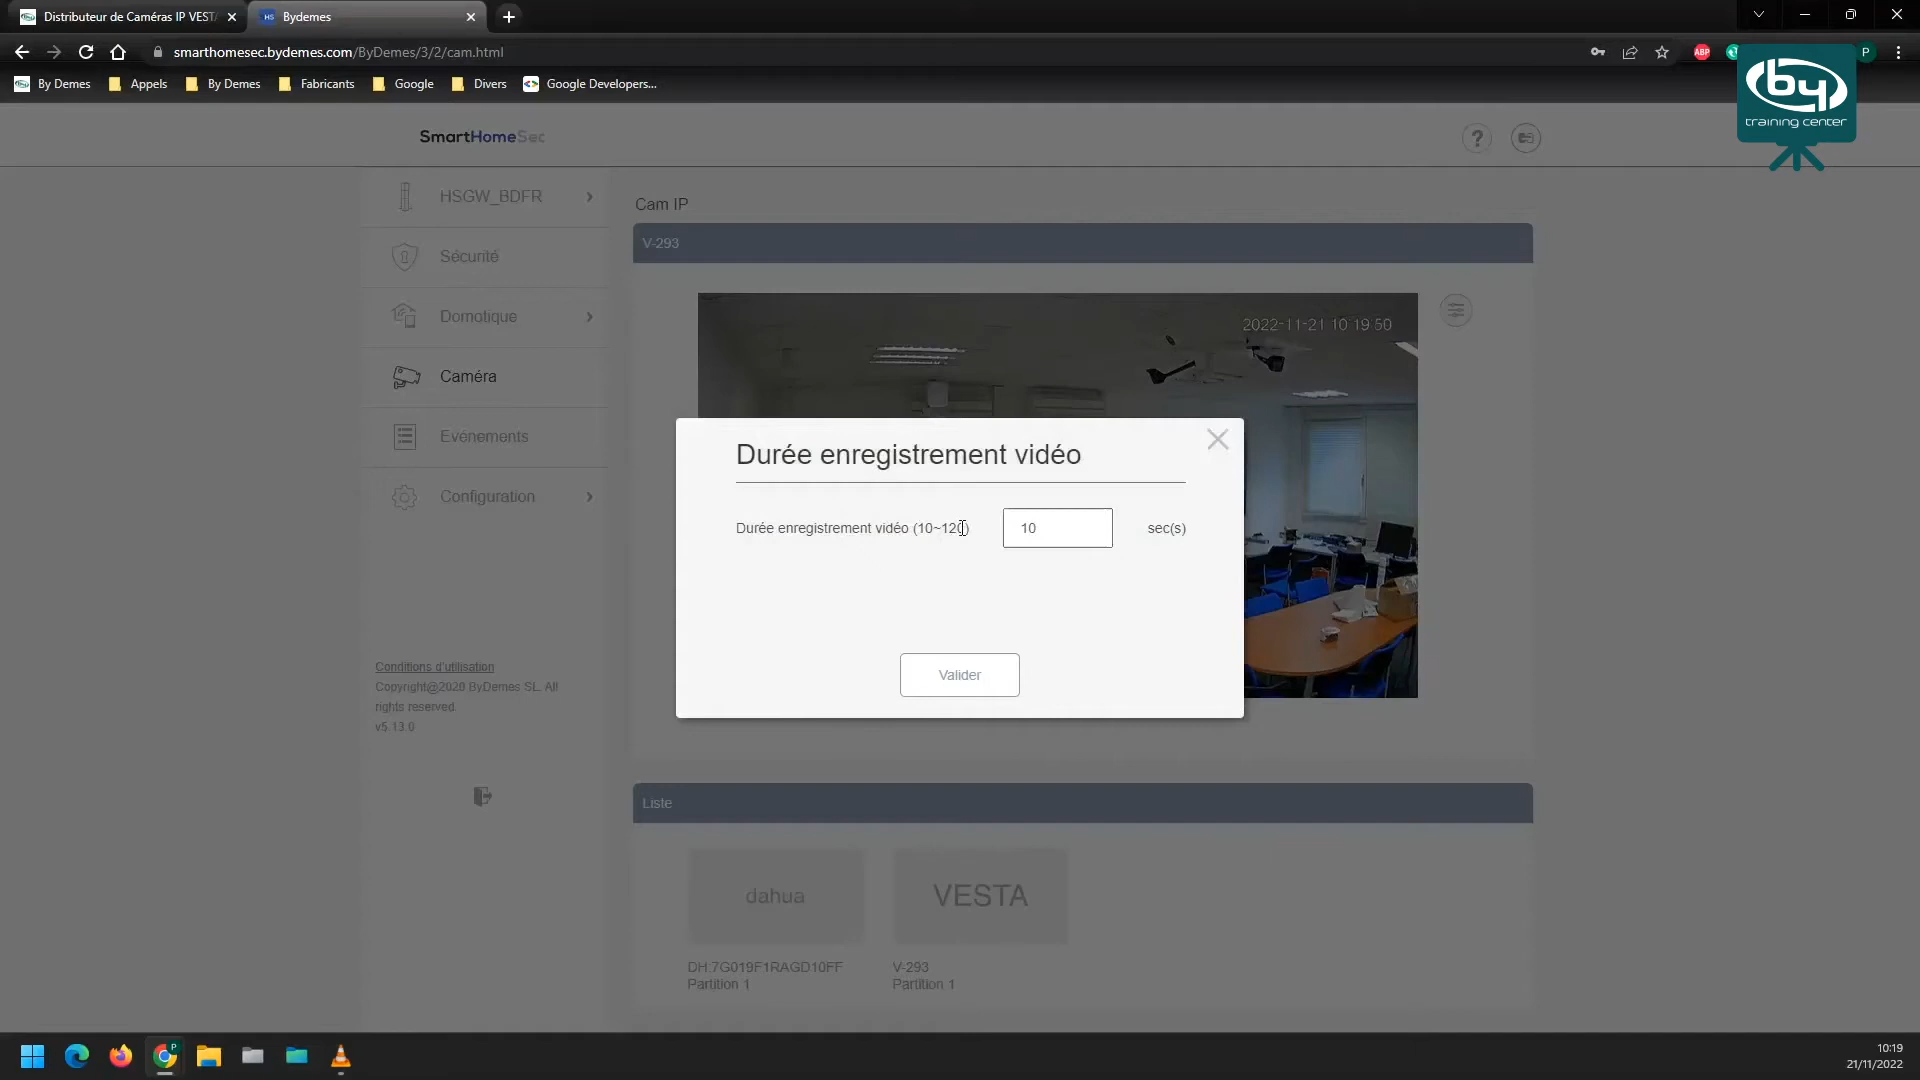 Distributeur de Caméras IP VEST
Bydemes
smarthomesec.bydemes.com/ByDemes/3/2/cam.html
ABP
P
By Demes
Appels
By Demes
Fabricants
Google
Divers
Google Developers...
by
training center
SmartHomeSec
?
HSGW_BDFR
Sécurité
Domotique
Caméra
Evénements
Configuration
Conditions d'utilisation
Copyright@2020 ByDemes SL. All
rights reserved.
v5.13.0
Cam IP
V-293
2022-11-21 10 19 50
Durée enregistrement vidéo
Durée enregistrement vidéo (10~120)
10
sec(s)
Valider
Liste
dahua
VESTA
DH:7G019F1RAGD10FF
Partition 1
V-293
Partition 1
10:19
21/11/2022